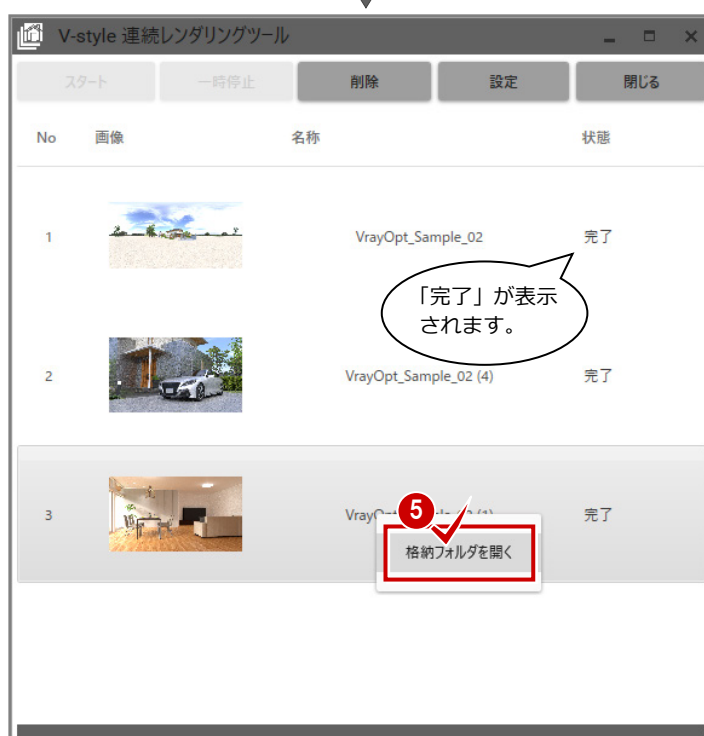 V-style 連続レンダリングツール
スタート 一時停止 削除 設定 閉じる
No 画像 名称 状態
1 VrayOpt_Sample_02 完了
「完了」が表示
されます。
2 VrayOpt_Sample_02 (4) 完了
3 完了
5
格納フォルダを開く